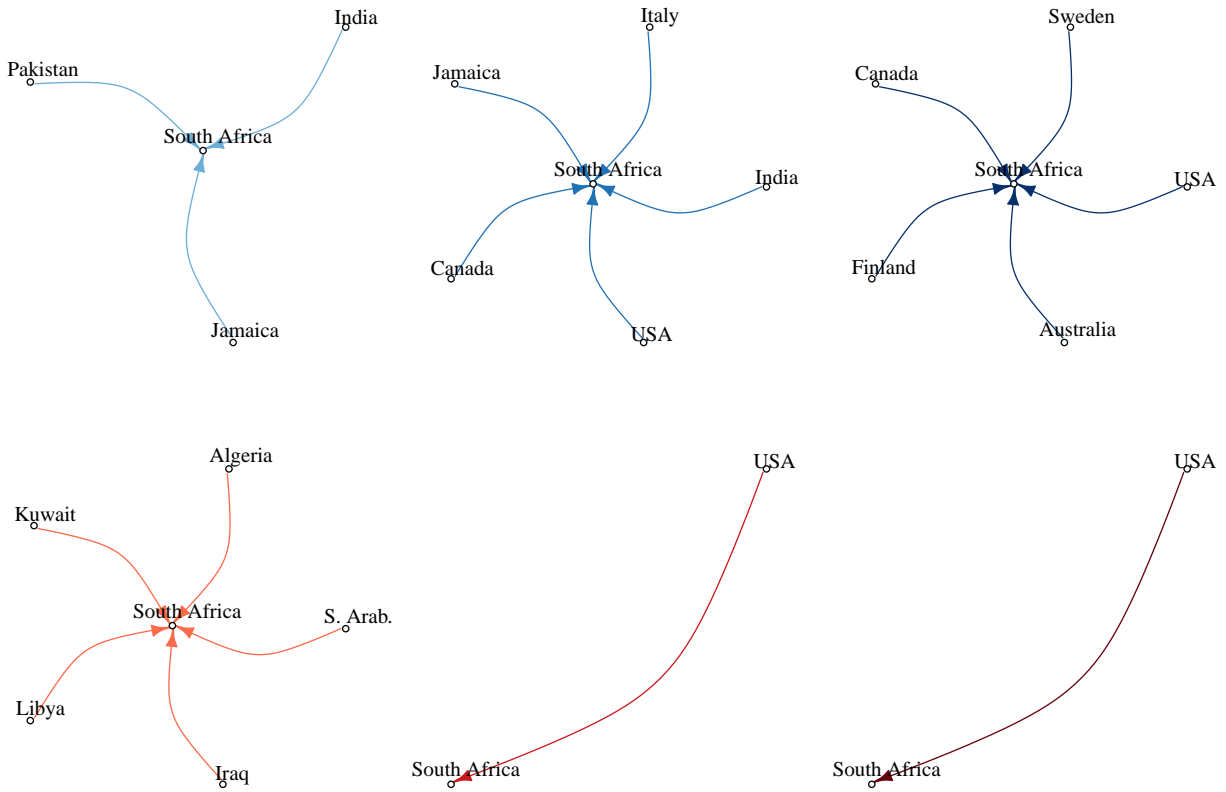 India
Pakistan
South Africa
Jamaica
Italy
Jamaica
South Africa
India
Canada
USA
Sweden
Canada
South Africa
USA
Finland
Australia
Algeria
Kuwait
South Africa
S. Arab.
Libya
Iraq
USA
South Africa
USA
South Africa